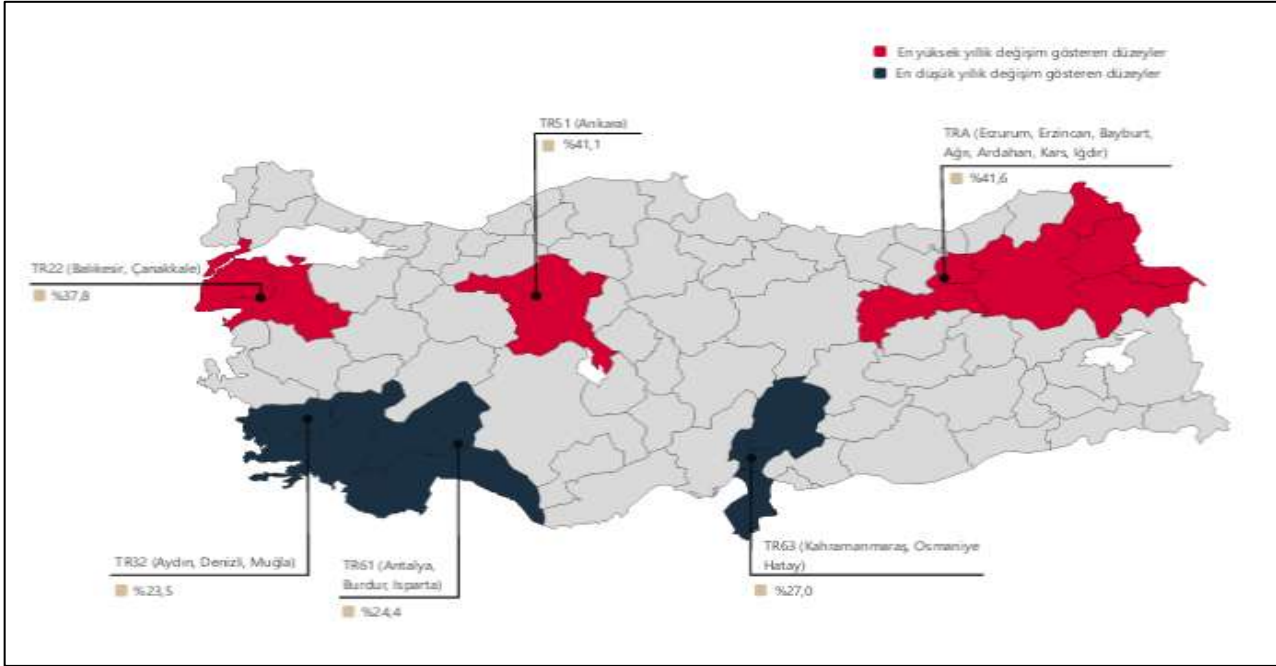 En yüksek yıllık değişim gösteren düzeyler
En düşük yıllık değişim gösteren düzeyler
TR51 (Ankara)
%41,1
TRA (Erzurum, Erzincan, Bayburt,
Ağrı, Ardahan, Kars, Iğdır)
%41,6
TR22 (Balıkesir, Çanakkale)
%37,8
TR32 (Aydın, Denizli, Muğla)
%23,5
TR61 (Antalya,
Burdur, Isparta)
%24,4
TR63 (Kahramanmaraş, Osmaniye
Hatay)
%27,0